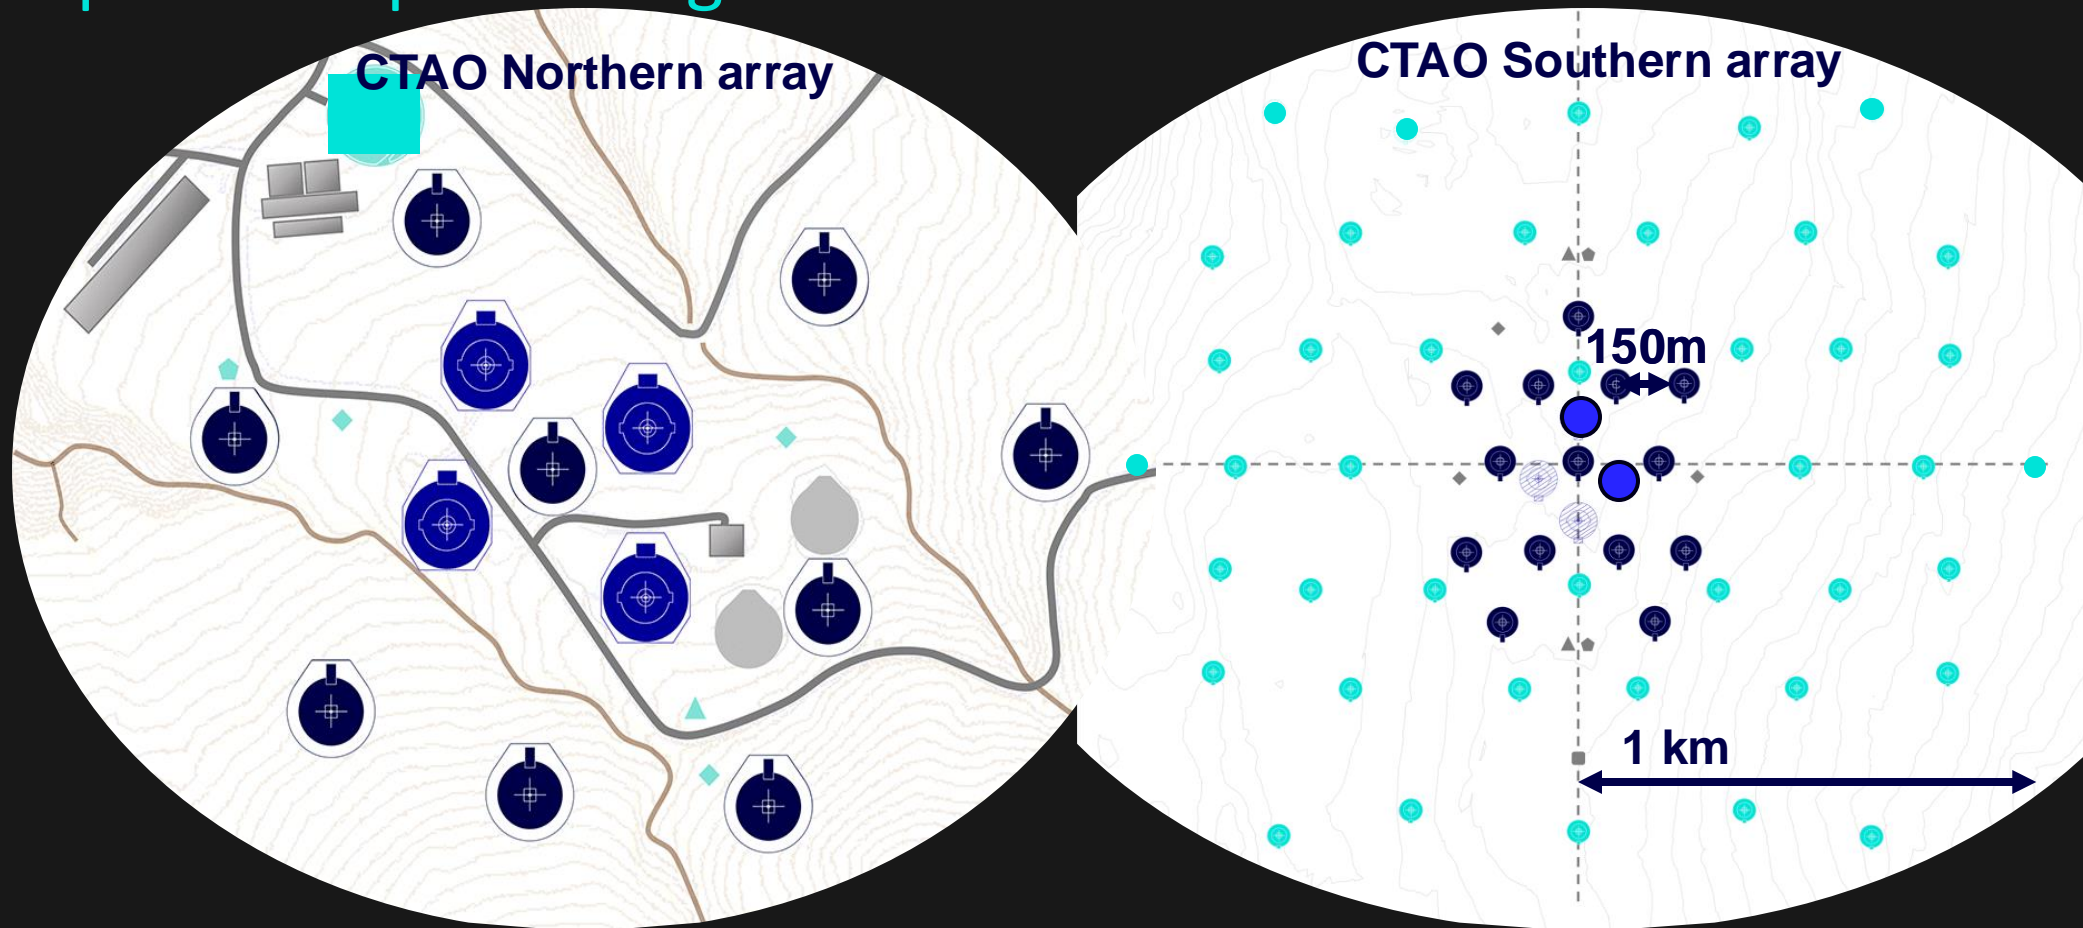 CTAO Northern array
CTAO Southern array
150m
1 km